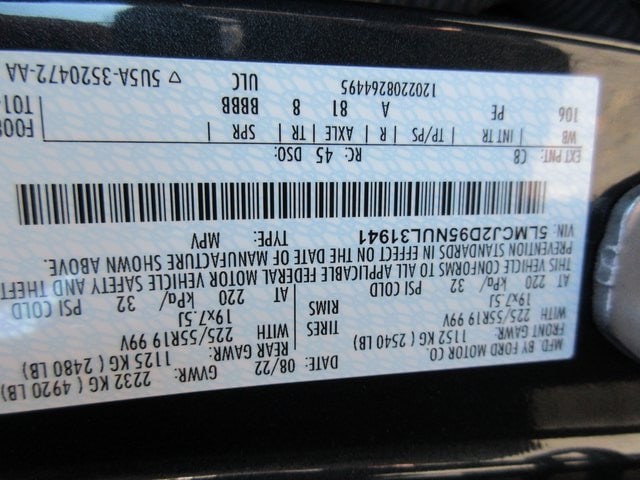 MFD. BY FORD MOTOR CO.
DATE: 08/22 GVWR: 2232 KG ( 4920 LB)
FRONT GAWR: REAR GAWR:
1152 KG ( 2540 LB) 1125 KG ( 2480 LB)
225/55R19 99V TIRES WITH 225/55R19 99V WITH
19x7.5J RIMS 19x7.5J
AT 220 kPa/ 32 PSI COLD AT 220 kPa/ 32 PSI COLD
THIS VEHICLE CONFORMS TO ALL APPLICABLE FEDERAL MOTOR VEHICLE SAFETY AND THEFT
PREVENTION STANDARDS IN EFFECT ON THE DATE OF MANUFACTURE SHOWN ABOVE.
VIN: 5LMCJ2D95NUL31941 TYPE: MPV
EXT PNT: CB RC: 45 DSO:
WB | INT TR | TP/PS | R | AXLE | TR | SPR
106 PE A 81 8 BBBB
1202208264495 ULC
▽ 5U5A-3520472-AA